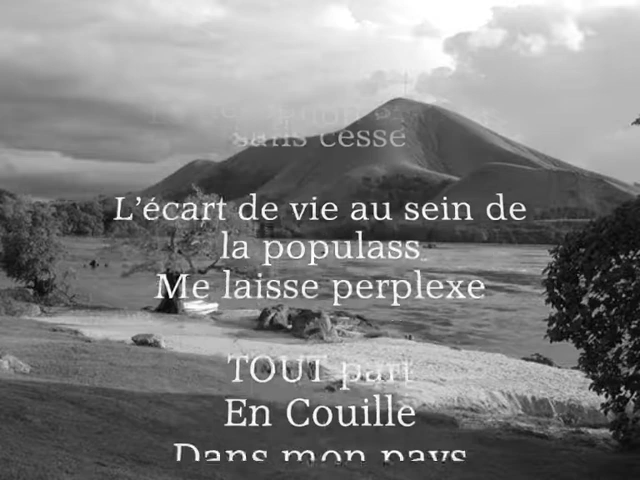 sans cesse
L'écart de vie au sein de
la populass
Me laisse perplexe
TOUT part
En Couille
Dans mon pays